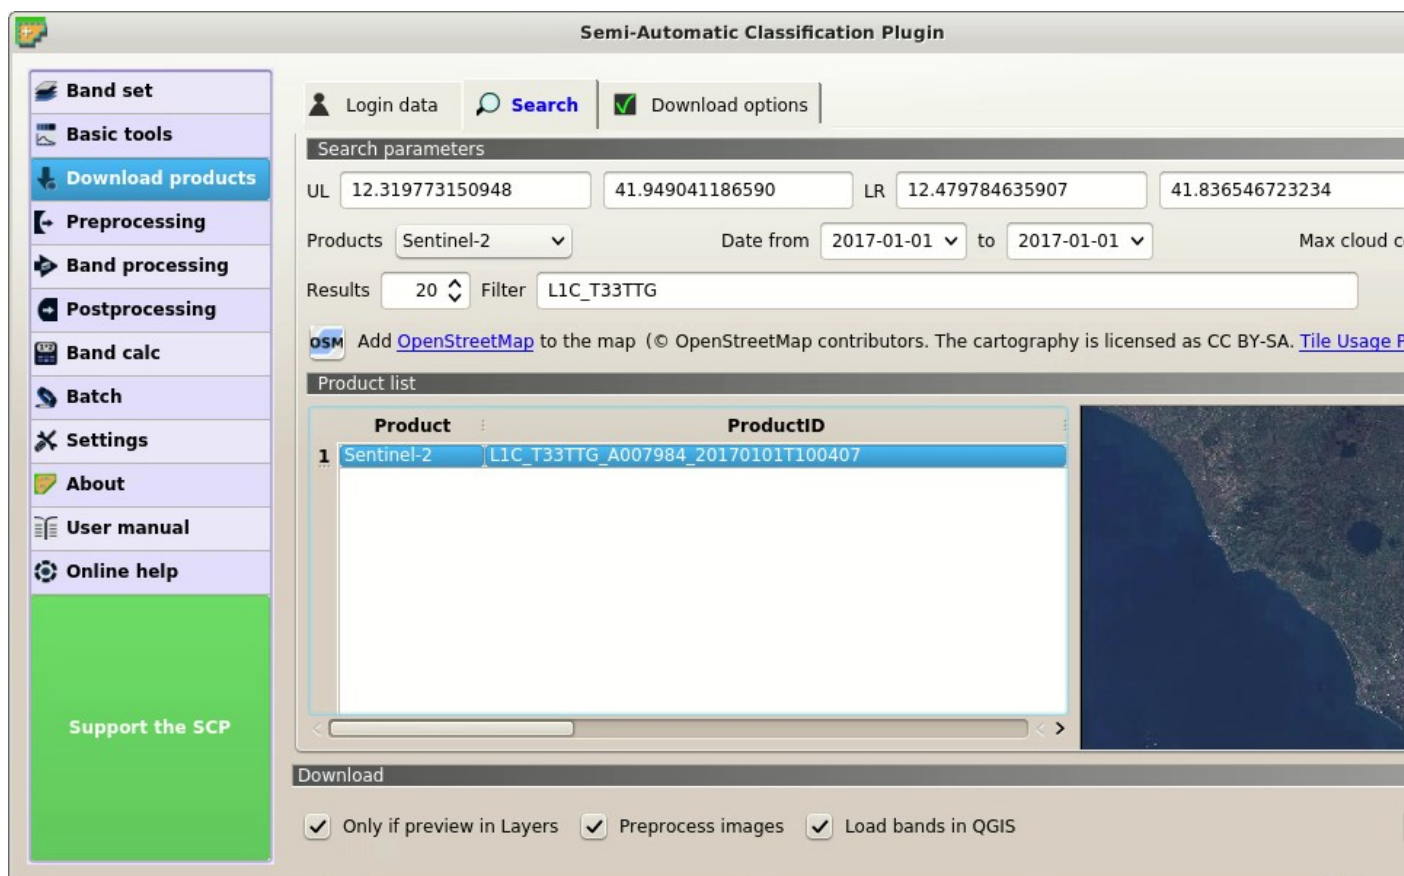 Semi-Automatic Classification Plugin
Band set
Basic tools
Download products
Preprocessing
Band processing
Postprocessing
Band calc
Batch
Settings
About
User manual
Online help
Support the SCP
Login data Search Download options
Search parameters
UL 12.319773150948 41.949041186590 LR 12.479784635907 41.836546723234
Products Sentinel-2 Date from 2017-01-01 to 2017-01-01 Max cloud c
Results 20 Filter L1C_T33TTG
OSM Add OpenStreetMap to the map (© OpenStreetMap contributors. The cartography is licensed as CC BY-SA. Tile Usage P
Product list
Product ProductID
1 Sentinel-2 L1C_T33TTG_A007984_20170101T100407
Download
Only if preview in Layers Preprocess images Load bands in QGIS